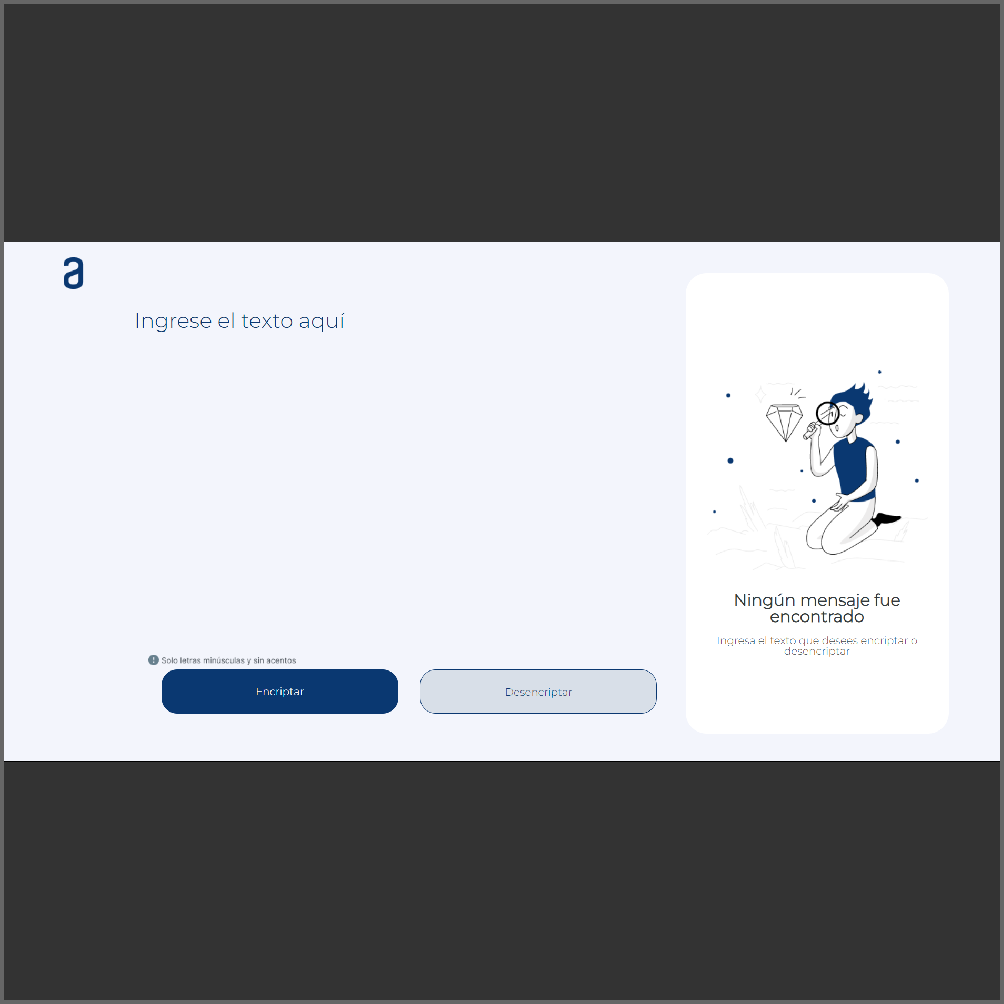 a
Ingrese el texto aquí
Ningún mensaje fue
encontrado
Ingresa el texto que desees encriptar o
desencriptar
Solo letras minúsculas y sin acentos
Encriptar
Desencriptar